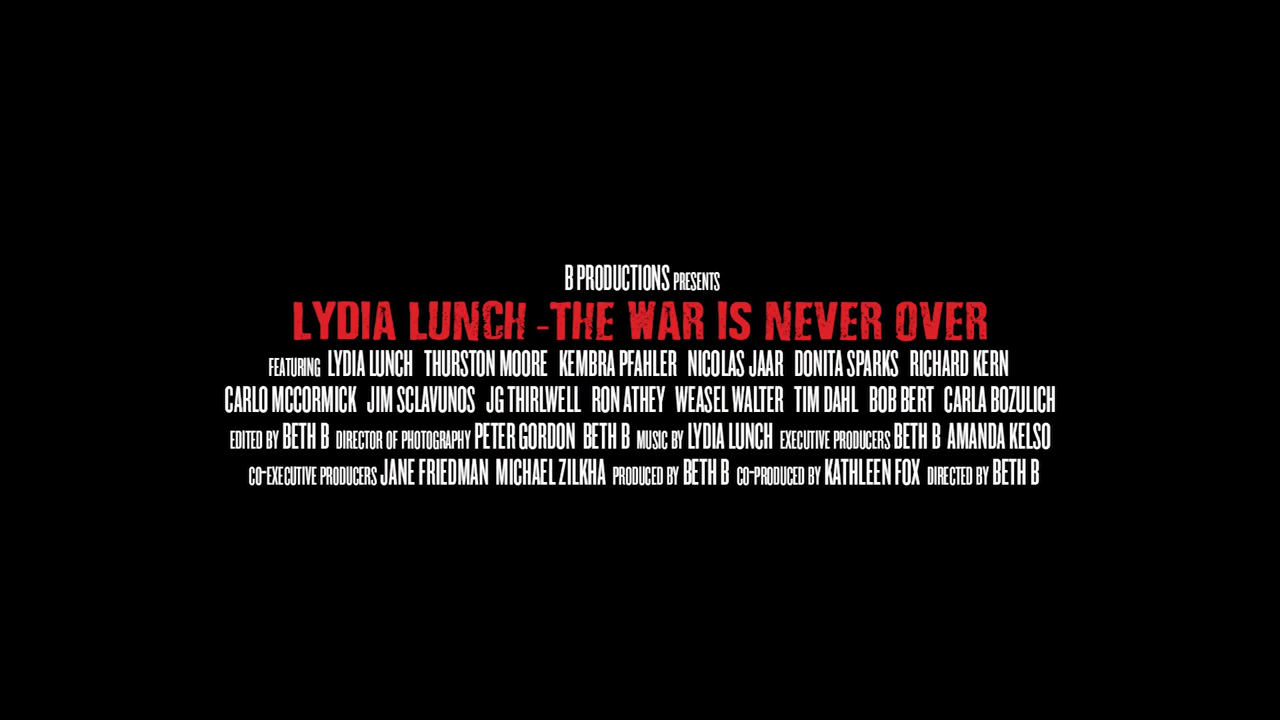 B PRODUCTIONS PRESENTS
LYDIA LUNCH -THE WAR IS NEVER OVER
FEATURING LYDIA LUNCH THURSTON MOORE KEMBRA PFAHLER NICOLAS JAAR DONITA SPARKS RICHARD KERN
CARLO MCCORMICK JIM SCLAVUNOS JG THIRLWELL RON ATHEY WEASEL WALTER TIM DAHL BOB BERT CARLA BOZULICH
EDITED BY BETH B DIRECTOR OF PHOTOGRAPHY PETER GORDON BETH B MUSIC BY LYDIA LUNCH EXECUTIVE PRODUCERS BETH B AMANDA KELSO
CO-EXECUTIVE PRODUCERS JANE FRIEDMAN MICHAEL ZILKHA PRODUCED BY BETH B CO-PRODUCED BY KATHLEEN FOX DIRECTED BY BETH B